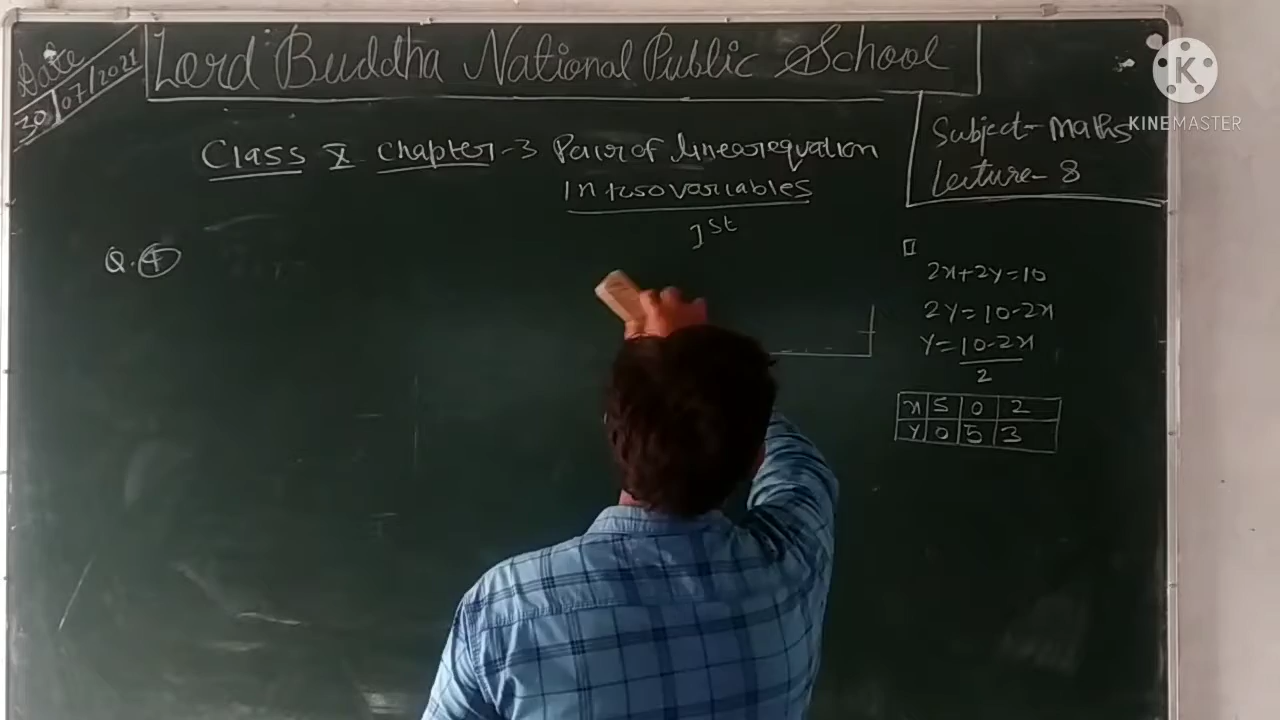 Date
30/07/2021
Lord Buddha National Public School
Subject- Maths
Lecture- 8
Class X Chapter-3 Pair of linear equation
In two variables
1st
Q. 4
II
2x+2y=10
2y=10-2x
y=10-2x
2
x 5 0 2
y 0 5 3
K
KINEMASTER